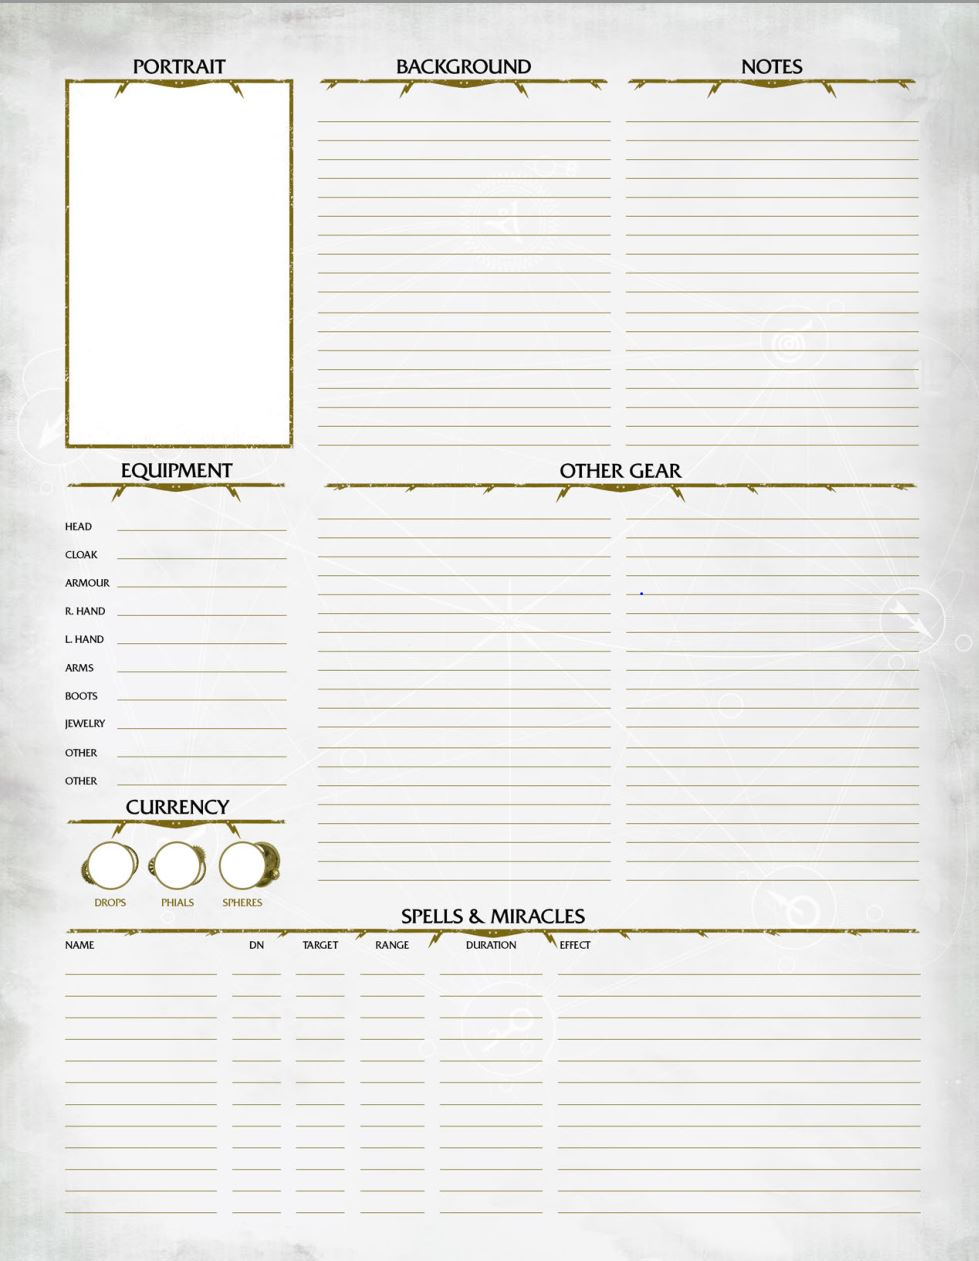 PORTRAIT
BACKGROUND
NOTES
EQUIPMENT
HEAD
CLOAK
ARMOUR
R. HAND
L. HAND
ARMS
BOOTS
JEWELRY
OTHER
OTHER
OTHER GEAR
CURRENCY
DROPS PHIALS SPHERES
SPELLS & MIRACLES
NAME DN TARGET RANGE DURATION EFFECT